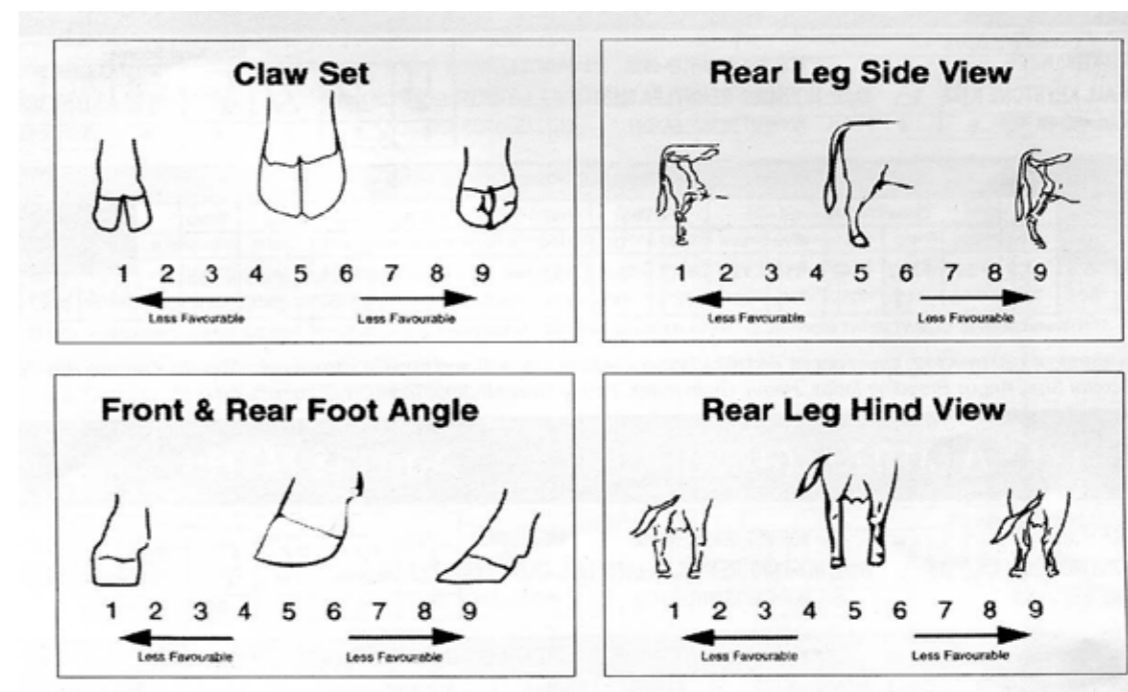 Claw Set
1 2 3 4 5 6 7 8 9
Less Favourable Less Favourable
Rear Leg Side View
1 2 3 4 5 6 7 8 9
Less Favourable Less Favourable
Front & Rear Foot Angle
1 2 3 4 5 6 7 8 9
Less Favourable Less Favourable
Rear Leg Hind View
1 2 3 4 5 6 7 8 9
Less Favourable Less Favourable